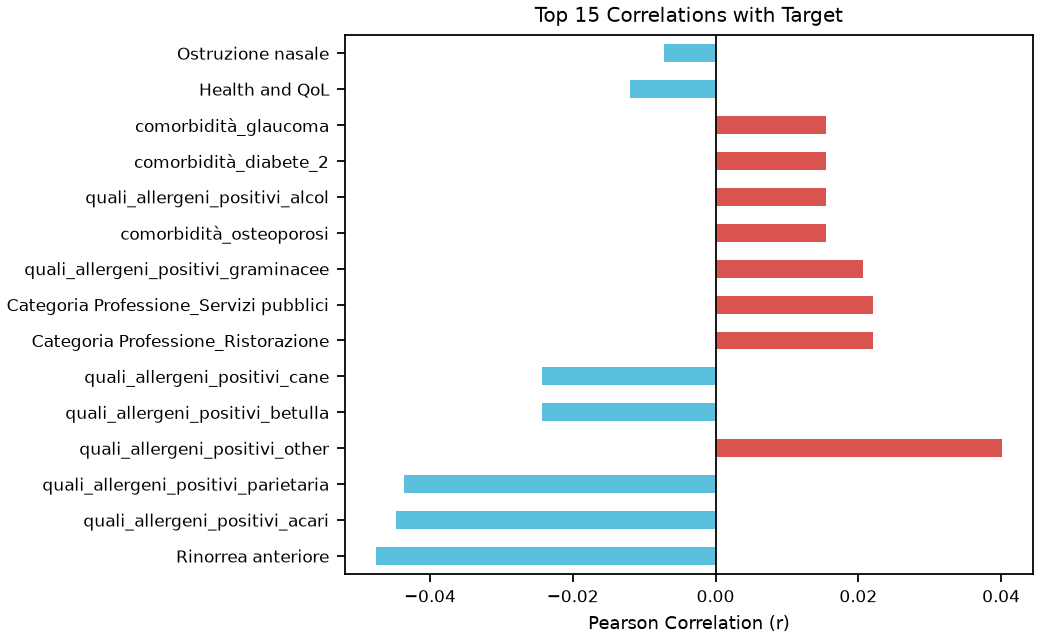 Top 15 Correlations with Target
Ostruzione nasale
Health and QoL
comorbidità_glaucoma
comorbidità_diabete_2
quali_allergeni_positivi_alcol
comorbidità_osteoporosi
quali_allergeni_positivi_graminacee
Categoria Professione_Servizi pubblici
Categoria Professione_Ristorazione
quali_allergeni_positivi_cane
quali_allergeni_positivi_betulla
quali_allergeni_positivi_other
quali_allergeni_positivi_parietaria
quali_allergeni_positivi_acari
Rinorrea anteriore
−0.04 −0.02 0.00 0.02 0.04
Pearson Correlation (r)